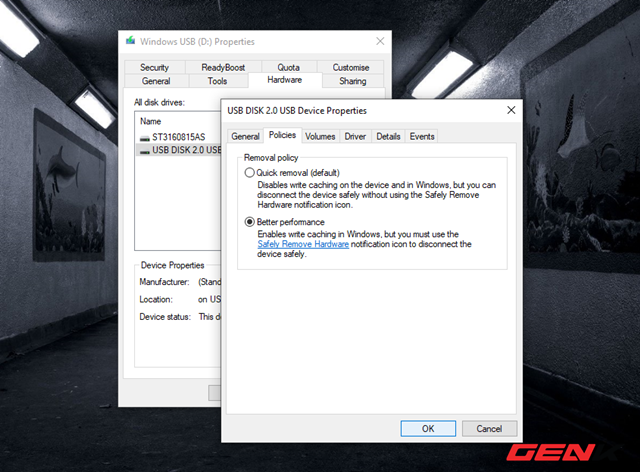 Windows USB (D:) Properties
Security
ReadyBoost
Quota
Customise
General
Tools
Hardware
Sharing
All disk drives:
Name
ST3160815AS
USB DISK 2.0 USB
Device Properties
Manufacturer:
(Stand
Location:
on US
Device status:
This de
USB DISK 2.0 USB Device Properties
General
Policies
Volumes
Driver
Details
Events
Removal policy
Quick removal (default)
Disables write caching on the device and in Windows, but you can
disconnect the device safely without using the Safely Remove
Hardware notification icon.
Better performance
Enables write caching in Windows, but you must use the
Safely Remove Hardware notification icon to disconnect the
device safely.
OK
Cancel
GENK